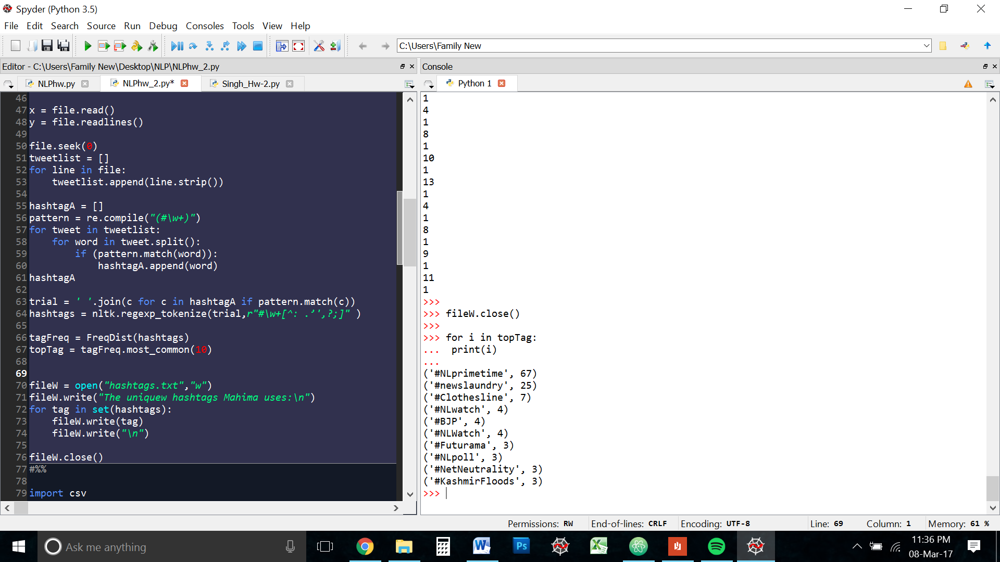 Spyder (Python 3.5)
File Edit Search Source Run Debug Consoles Tools View Help
C:\Users\Family New
Editor - C:\Users\Family New\Desktop\NLP\NLPhw_2.py
NLPhw.py NLPhw_2.py* Singh_Hw-2.py
46
47 x = file.read()
48 y = file.readlines()
49
50 file.seek(0)
51 tweetlist = []
52 for line in file:
53     tweetlist.append(line.strip())
54
55 hashtagA = []
56 pattern = re.compile("(#\w+)")
57 for tweet in tweetlist:
58     for word in tweet.split():
59         if (pattern.match(word)):
60             hashtagA.append(word)
61 hashtagA
62
63 trial = ' '.join(c for c in hashtagA if pattern.match(c))
64 hashtags = nltk.regexp_tokenize(trial,r"#\w+[^: .‘',?;]" )
65
66 tagFreq = FreqDist(hashtags)
67 topTag = tagFreq.most_common(10)
68
69
70 fileW = open("hashtags.txt","w")
71 fileW.write("The uniquew hashtags Mahima uses:\n")
72 for tag in set(hashtags):
73     fileW.write(tag)
74     fileW.write("\n")
75
76 fileW.close()
77 #%%
78
79 import csv
Console
Python 1
1
4
1
8
1
10
1
13
1
4
1
8
1
9
1
11
1
>>>
>>> fileW.close()
>>>
>>> for i in topTag:
...  print(i)
...
('#NLprimetime', 67)
('#newslaundry', 25)
('#Clothesline', 7)
('#NLwatch', 4)
('#BJP', 4)
('#NLWatch', 4)
('#Futurama', 3)
('#NLpoll', 3)
('#NetNeutrality', 3)
('#KashmirFloods', 3)
>>>
Permissions: RW End-of-lines: CRLF Encoding: UTF-8 Line: 69 Column: 1 Memory: 61 %
Ask me anything
Ps
11:36 PM
08-Mar-17